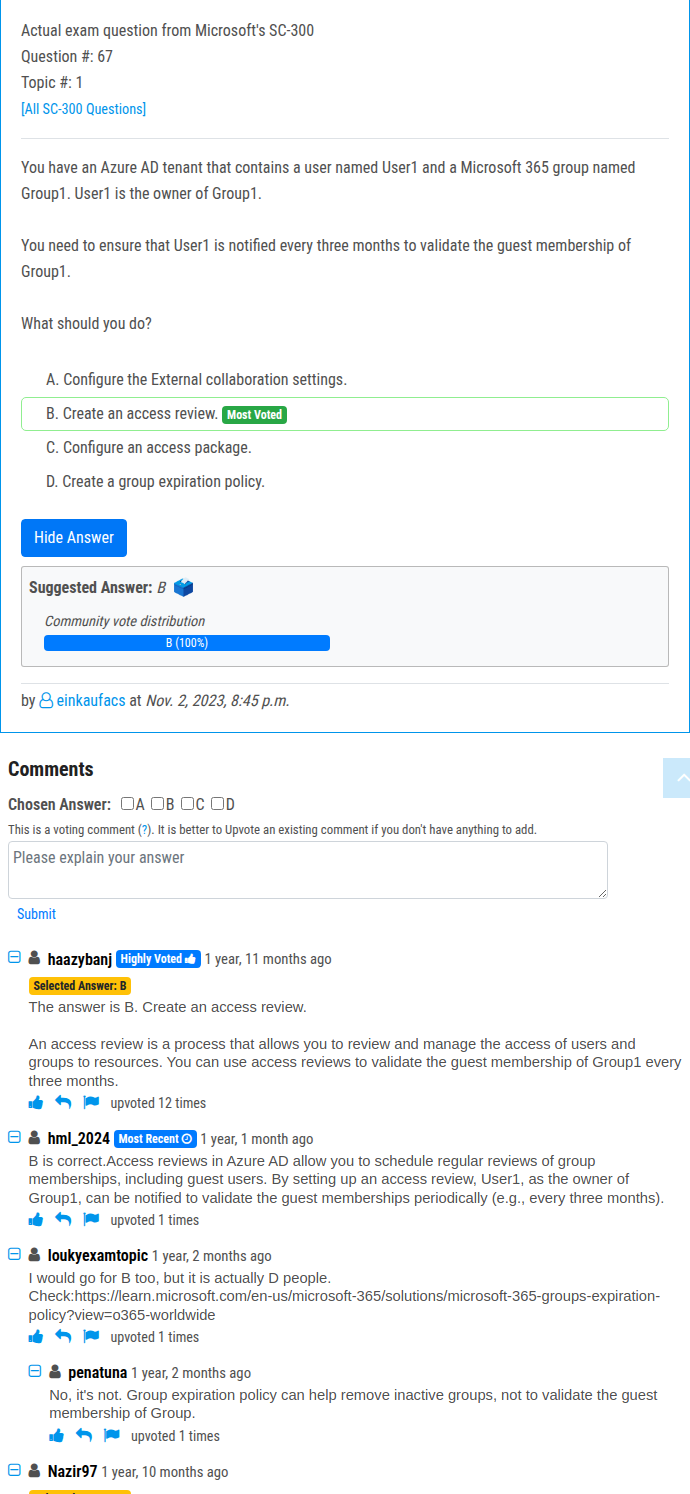 Actual exam question from Microsoft's SC-300
Question #: 67
Topic #: 1
[All SC-300 Questions]
You have an Azure AD tenant that contains a user named User1 and a Microsoft 365 group named
Group1. User1 is the owner of Group1.
You need to ensure that User1 is notified every three months to validate the guest membership of
Group1.
What should you do?
A. Configure the External collaboration settings.
B. Create an access review. Most Voted
C. Configure an access package.
D. Create a group expiration policy.
Hide Answer
Suggested Answer: B
Community vote distribution
B (100%)
by einkaufacs at Nov. 2, 2023, 8:45 p.m.
Comments
Chosen Answer: A B C D
This is a voting comment (?). It is better to Upvote an existing comment if you don't have anything to add.
Please explain your answer
Submit
haazybanj Highly Voted 1 year, 11 months ago
Selected Answer: B
The answer is B. Create an access review.
An access review is a process that allows you to review and manage the access of users and
groups to resources. You can use access reviews to validate the guest membership of Group1 every
three months.
upvoted 12 times
hml_2024 Most Recent 1 year, 1 month ago
B is correct.Access reviews in Azure AD allow you to schedule regular reviews of group
memberships, including guest users. By setting up an access review, User1, as the owner of
Group1, can be notified to validate the guest memberships periodically (e.g., every three months).
upvoted 1 times
loukyexamtopic 1 year, 2 months ago
I would go for B too, but it is actually D people.
Check:https://learn.microsoft.com/en-us/microsoft-365/solutions/microsoft-365-groups-expiration-
policy?view=o365-worldwide
upvoted 1 times
penatuna 1 year, 2 months ago
No, it's not. Group expiration policy can help remove inactive groups, not to validate the guest
membership of Group.
upvoted 1 times
Nazir97 1 year, 10 months ago